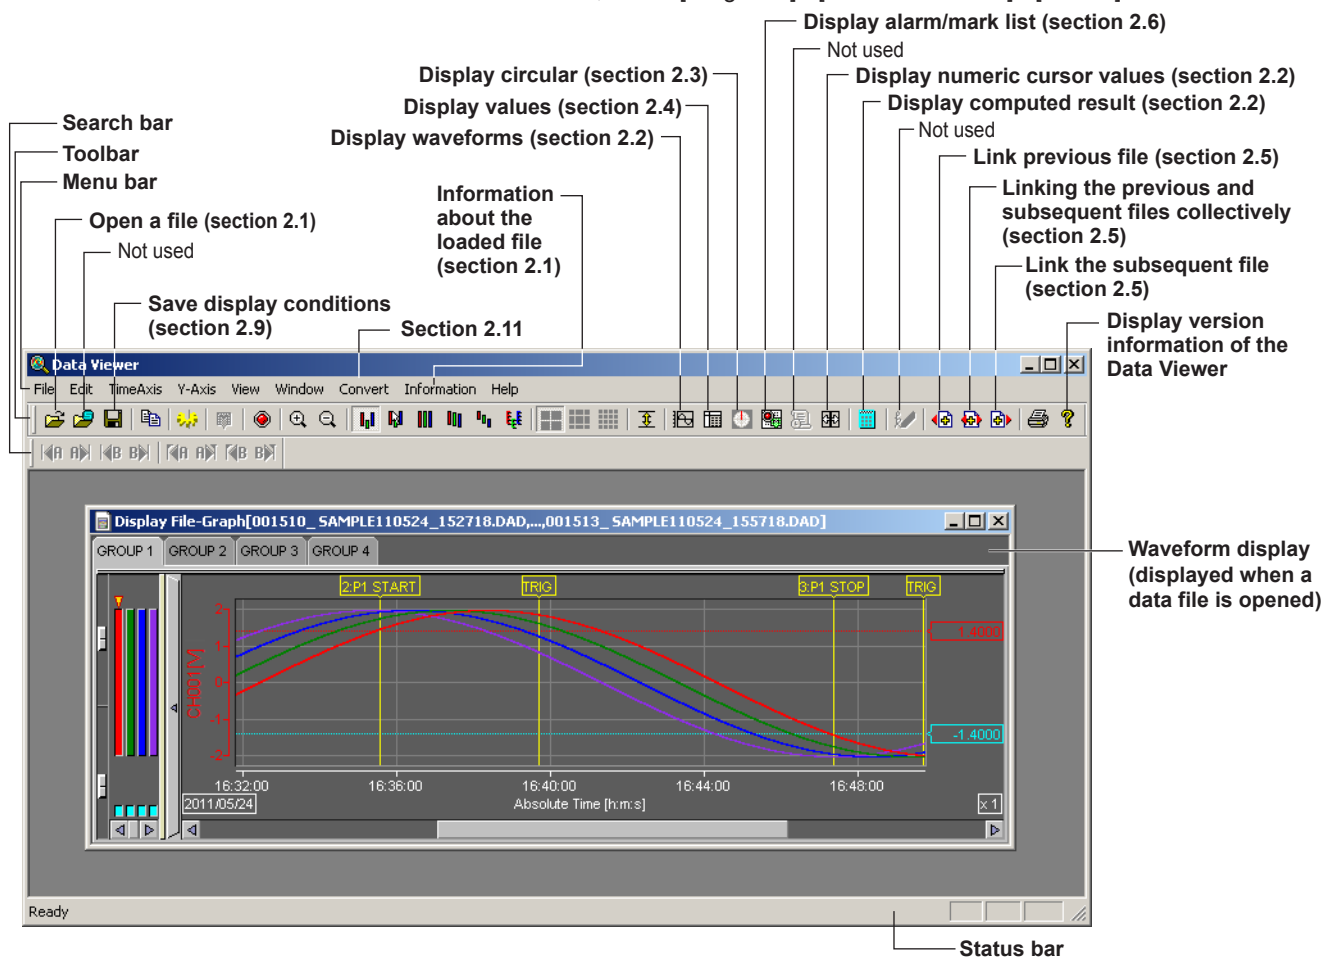 Display alarm/mark list (section 2.6)
Not used
Display circular (section 2.3)
Display numeric cursor values (section 2.2)
Display values (section 2.4)
Display computed result (section 2.2)
Search bar
Display waveforms (section 2.2)
Not used
Toolbar
Link previous file (section 2.5)
Menu bar
Information
about the
loaded file
(section 2.1)
Linking the previous and
subsequent files collectively
(section 2.5)
Open a file (section 2.1)
Not used
Link the subsequent file
(section 2.5)
Save display conditions
(section 2.9)
Section 2.11
Display version
information of the
Data Viewer
Data Viewer
File Edit TimeAxis Y-Axis View Window Convert Information Help
A A B B A A B B
Display File-Graph[001510_ SAMPLE110524_152718.DAD,...,001513_ SAMPLE110524_155718.DAD]
GROUP 1 GROUP 2 GROUP 3 GROUP 4
Waveform display
(displayed when a
data file is opened)
2:P1 START TRIG 3:P1 STOP TRIG
2
1
0
-1
-2
CH001[V]
1.4000
-1.4000
16:32:00 16:36:00 16:40:00 16:44:00 16:48:00
2011/05/24 Absolute Time [h:m:s] x 1
Ready
Status bar